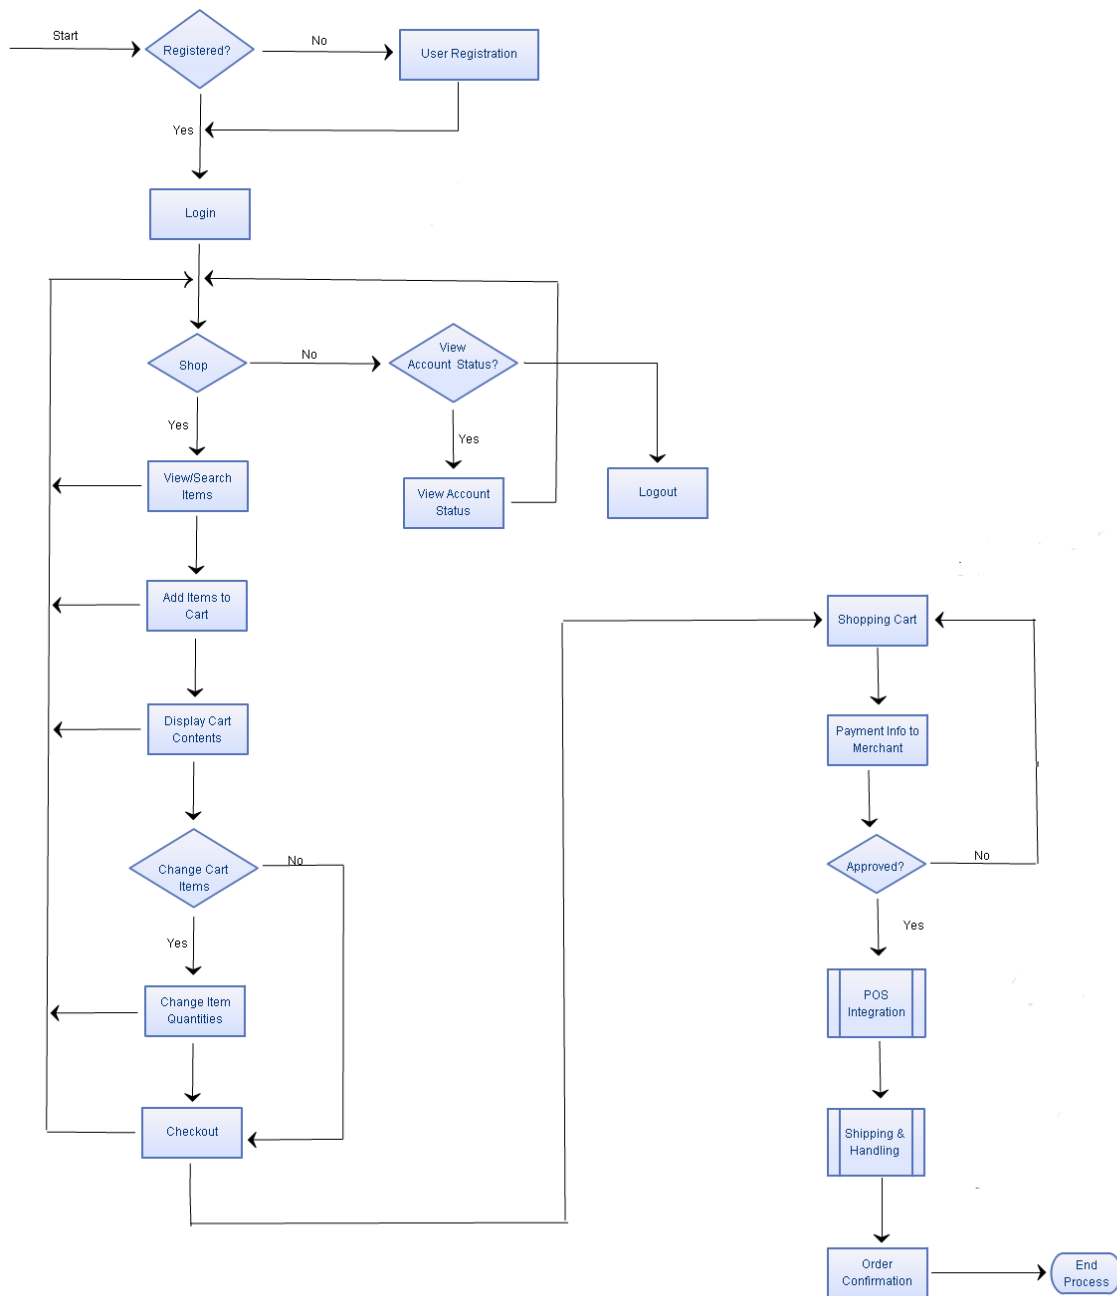 Start
Registered?
No
User Registration
Yes
Login
Shop
No
View
Account Status?
Yes
Yes
View/Search
Items
View Account
Status
Logout
Add Items to
Cart
Display Cart
Contents
Change Cart
Items
No
Yes
Change Item
Quantities
Checkout
Shopping Cart
Payment Info to
Merchant
Approved?
No
Yes
POS
Integration
Shipping &
Handling
Order
Confirmation
End
Process